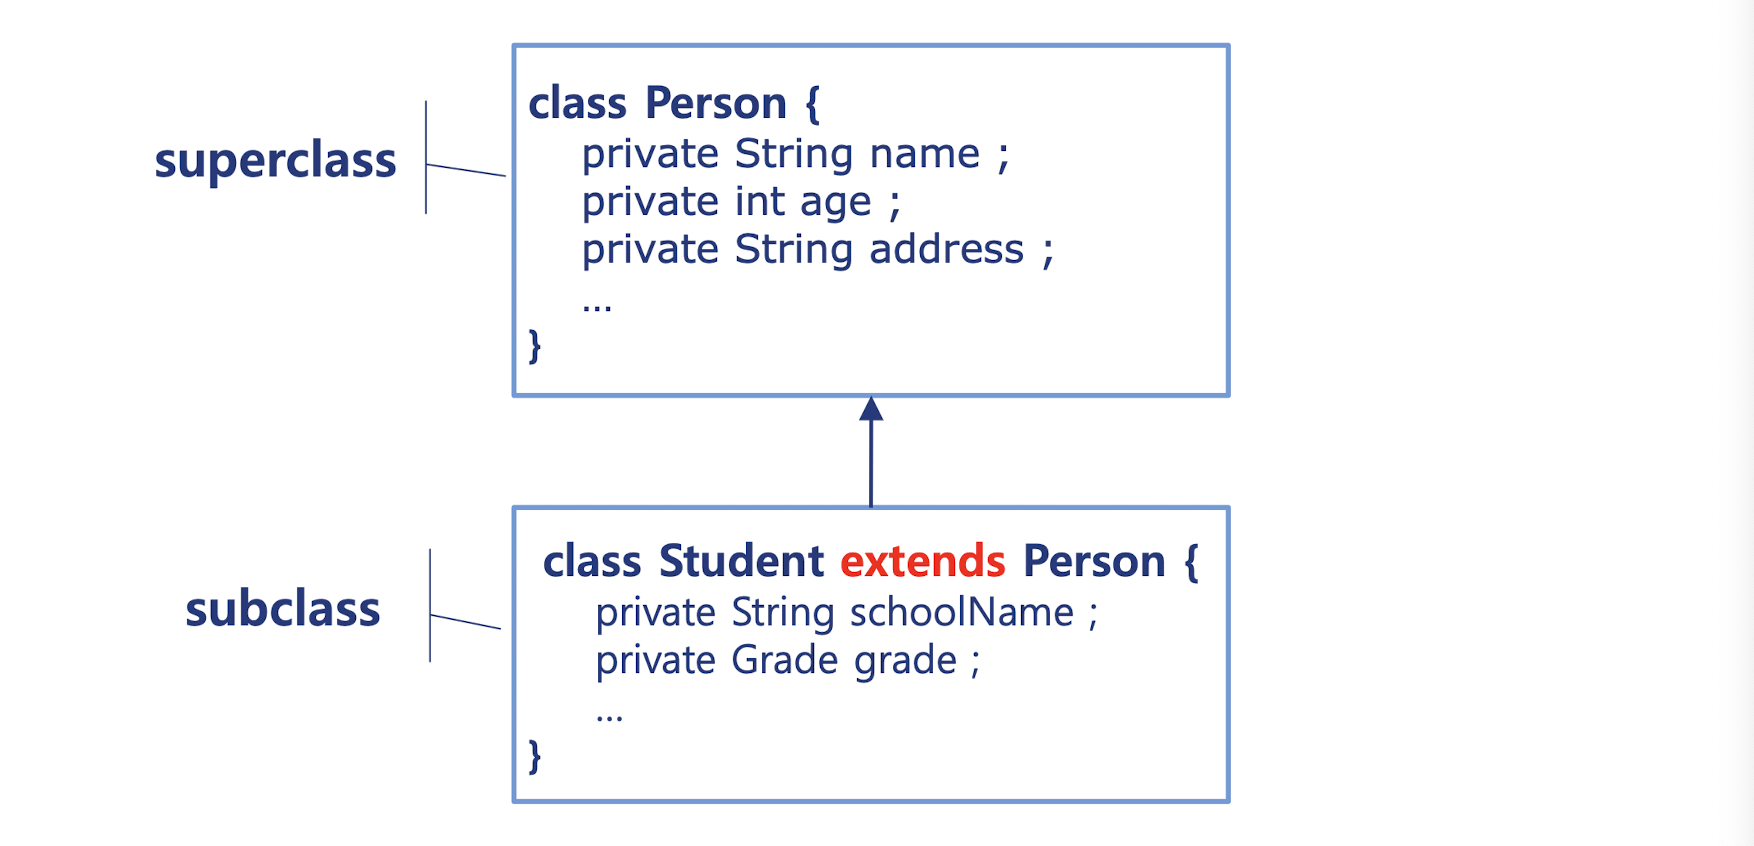 superclass
class Person {
private String name ;
private int age ;
private String address ;
...
}
subclass
class Student extends Person {
private String schoolName ;
private Grade grade ;
...
}